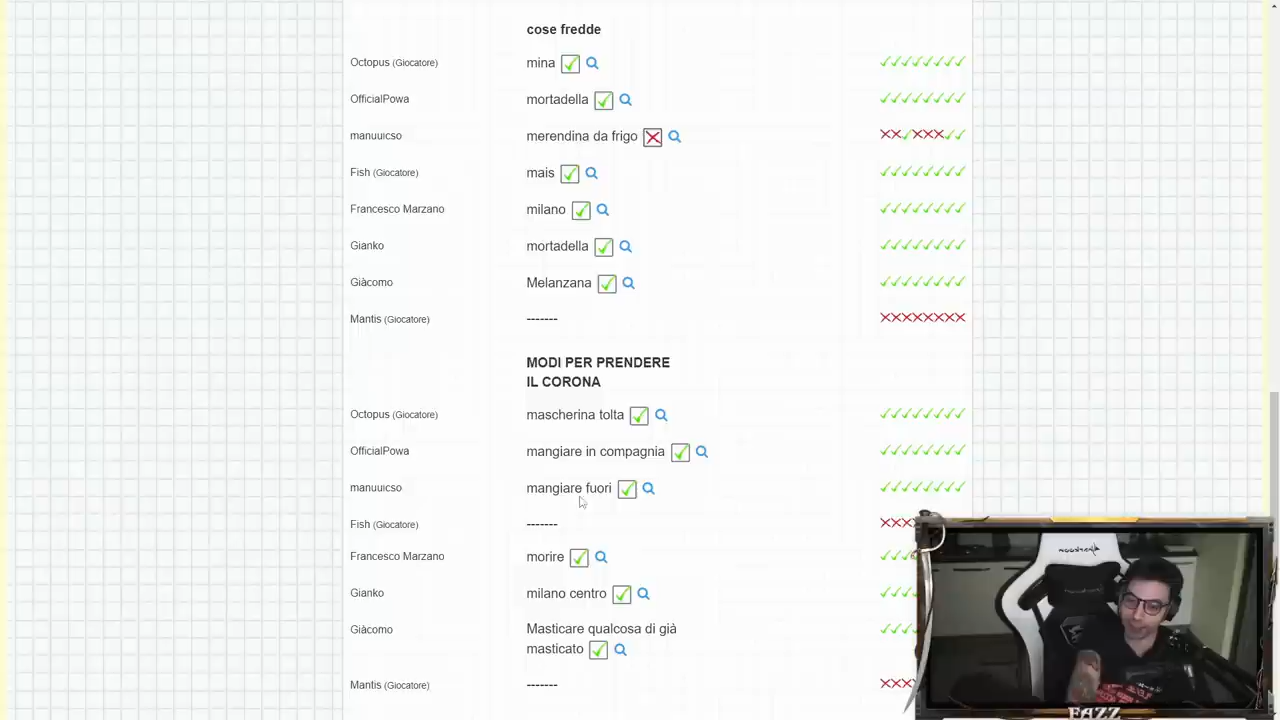 cose fredde
Octopus (Giocatore) mina
OfficialPowa mortadella
manuuicso merendina da frigo
Fish (Giocatore) mais
Francesco Marzano milano
Gianko mortadella
Giàcomo Melanzana
Mantis (Giocatore) -------
MODI PER PRENDERE
IL CORONA
Octopus (Giocatore) mascherina tolta
OfficialPowa mangiare in compagnia
manuuicso mangiare fuori
Fish (Giocatore) -------
Francesco Marzano morire
Gianko milano centro
Giàcomo Masticare qualcosa di già
masticato
Mantis (Giocatore) -------
FAZZ